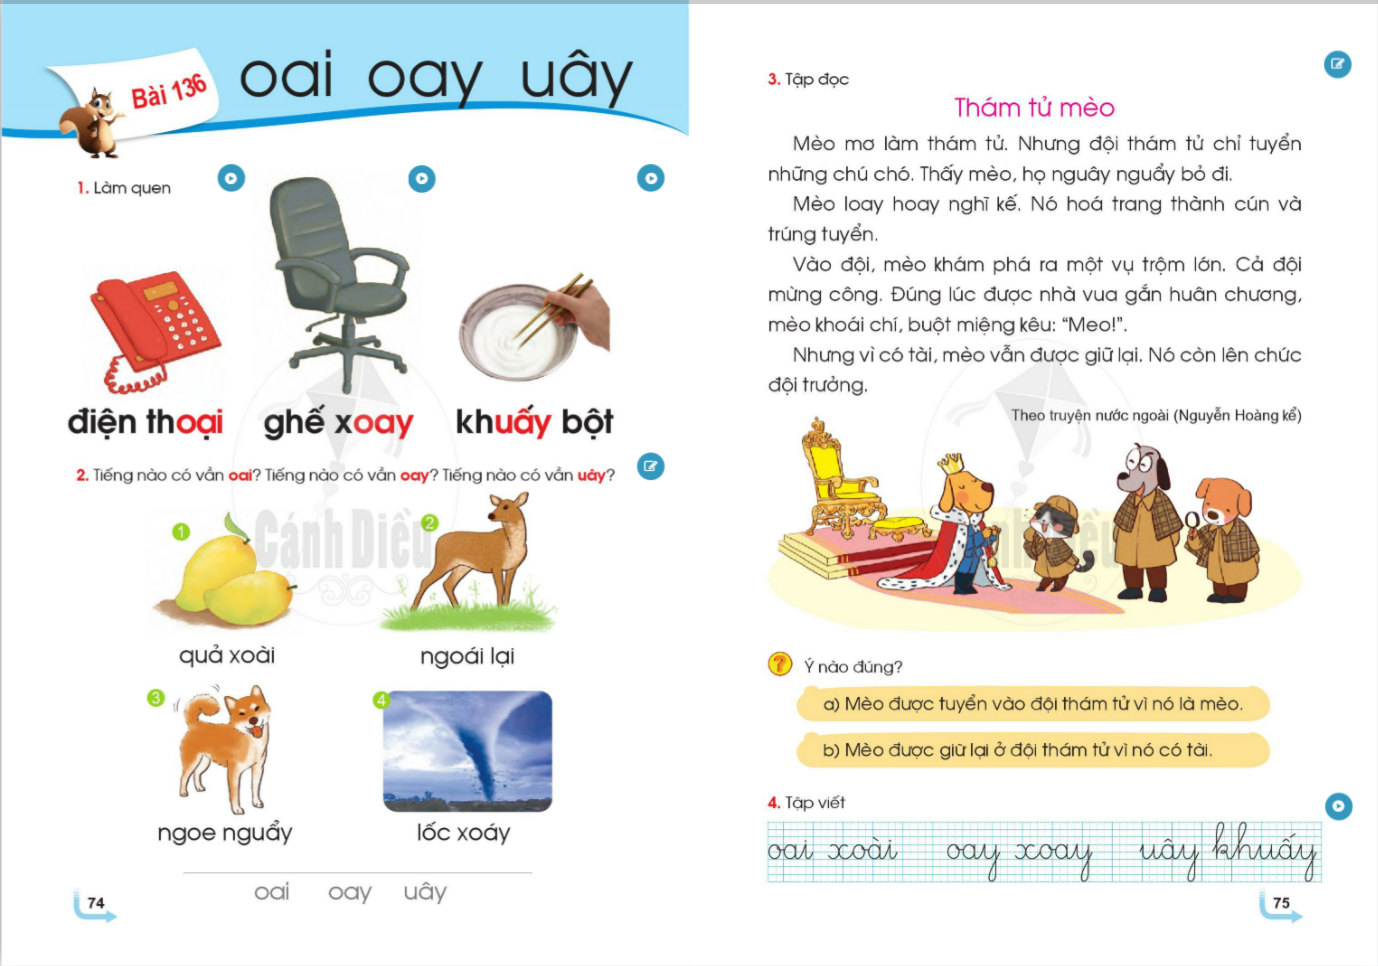 Bài 136
oai oay uây
1. Làm quen
điện thoại
ghế xoay
khuấy bột
2. Tiếng nào có vần oai? Tiếng nào có vần oay? Tiếng nào có vần uây?
1
2
quả xoài
ngoái lại
3
4
ngoe nguẩy
lốc xoáy
oai oay uây
74
Cánh Diều
3. Tập đọc
Thám tử mèo
Mèo mơ làm thám tử. Nhưng đội thám tử chỉ tuyển
những chú chó. Thấy mèo, họ nguây nguẩy bỏ đi.
Mèo loay hoay nghĩ kế. Nó hoá trang thành cún và
trúng tuyển.
Vào đội, mèo khám phá ra một vụ trộm lớn. Cả đội
mừng công. Đúng lúc được nhà vua gắn huân chương,
mèo khoái chí, buột miệng kêu: “Meo!”.
Nhưng vì có tài, mèo vẫn được giữ lại. Nó còn lên chức
đội trưởng.
Theo truyện nước ngoài (Nguyễn Hoàng kể)
? Ý nào đúng?
a) Mèo được tuyển vào đội thám tử vì nó là mèo.
b) Mèo được giữ lại ở đội thám tử vì nó có tài.
4. Tập viết
oai xoài oay xoay uây khuấy
75